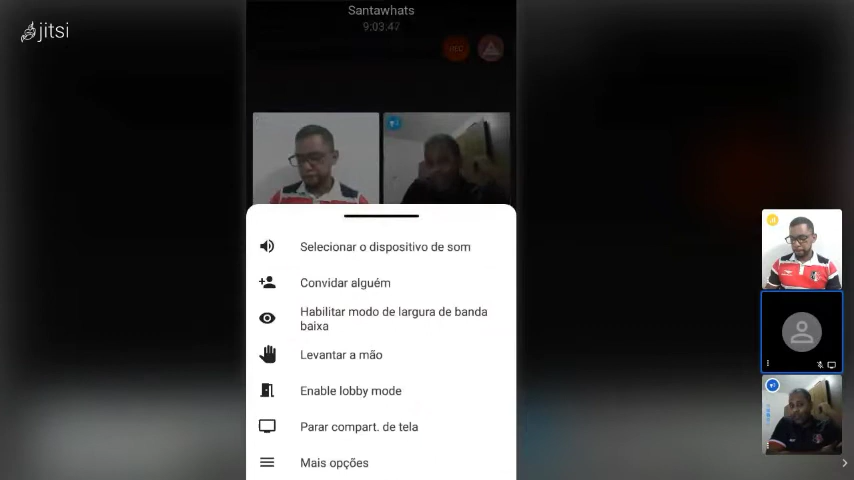 jitsi
Santawhats
9:03:47
REC
Selecionar o dispositivo de som
Convidar alguém
Habilitar modo de largura de banda
baixa
Levantar a mão
Enable lobby mode
Parar compart. de tela
Mais opções